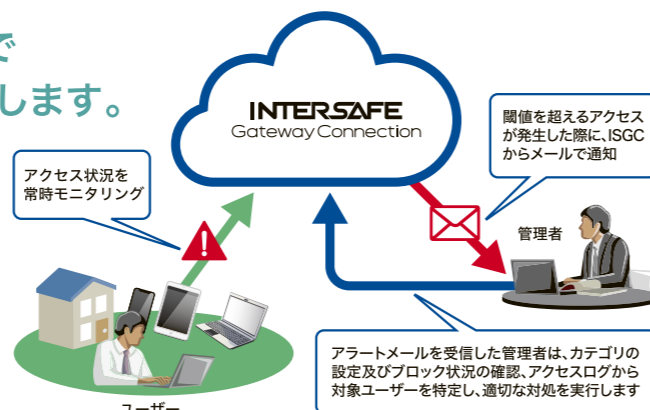 で
します。
INTERSAFE
Gateway Connection
閾値を超えるアクセス
が発生した際に、ISGC
からメールで通知
アクセス状況を
常時モニタリング
管理者
アラートメールを受信した管理者は、カテゴリの
設定及びブロック状況の確認、アクセスログから
対象ユーザーを特定し、適切な対処を実行します
ユーザー